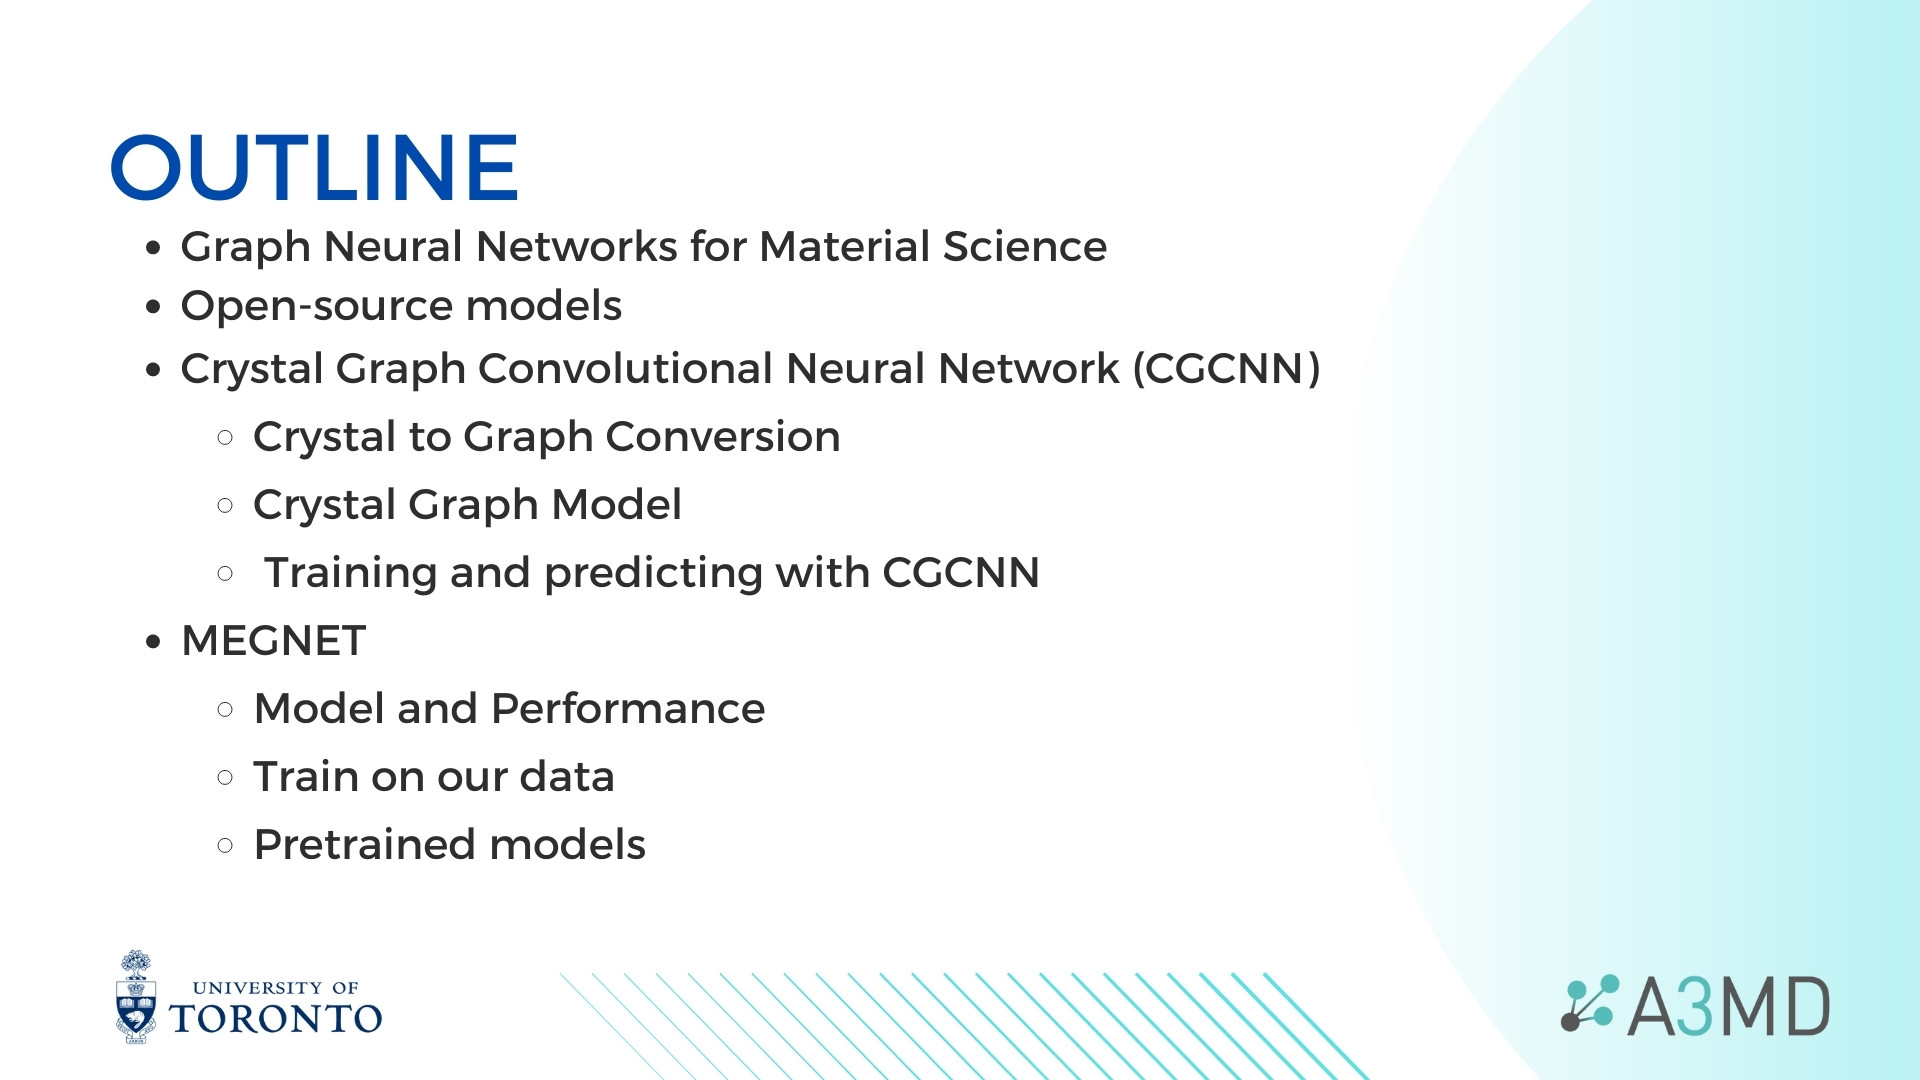 OUTLINE
• Graph Neural Networks for Material Science
• Open-source models
• Crystal Graph Convolutional Neural Network (CGCNN)
○ Crystal to Graph Conversion
○ Crystal Graph Model
○ Training and predicting with CGCNN
• MEGNET
○ Model and Performance
○ Train on our data
○ Pretrained models
UNIVERSITY OF
TORONTO
A3MD